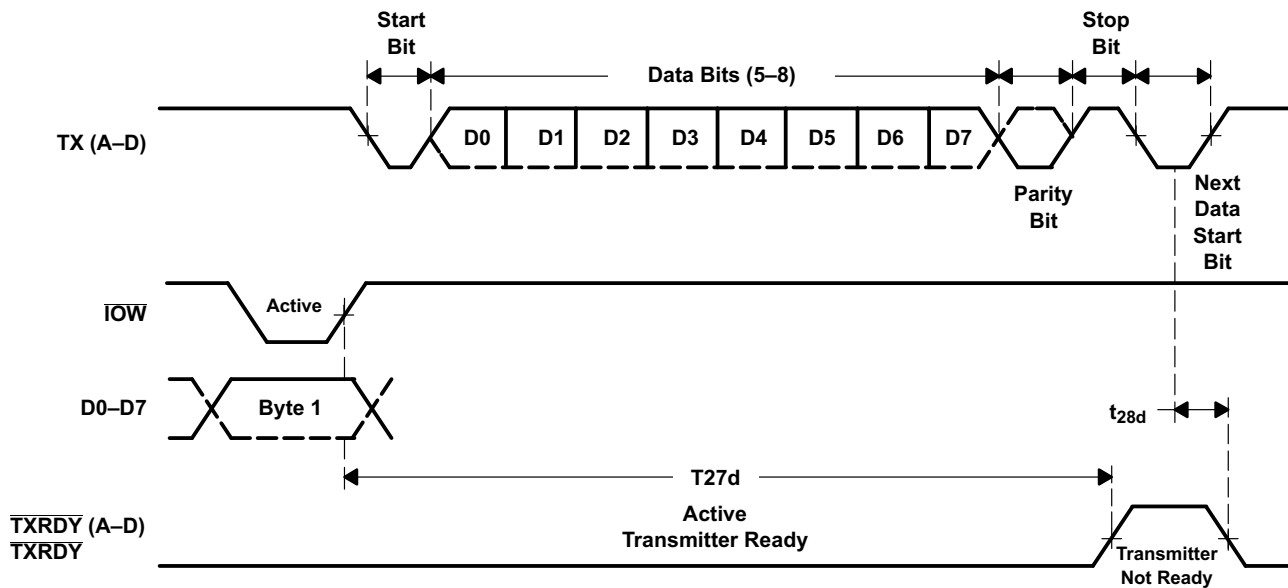 Start
Bit
Stop
Bit
Data Bits (5–8)
TX (A–D)
D0 D1 D2 D3 D4 D5 D6 D7
Parity
Bit
Next
Data
Start
Bit
IOW
Active
D0–D7
Byte 1
t28d
T27d
TXRDY (A–D)
TXRDY
Active
Transmitter Ready
Transmitter
Not Ready